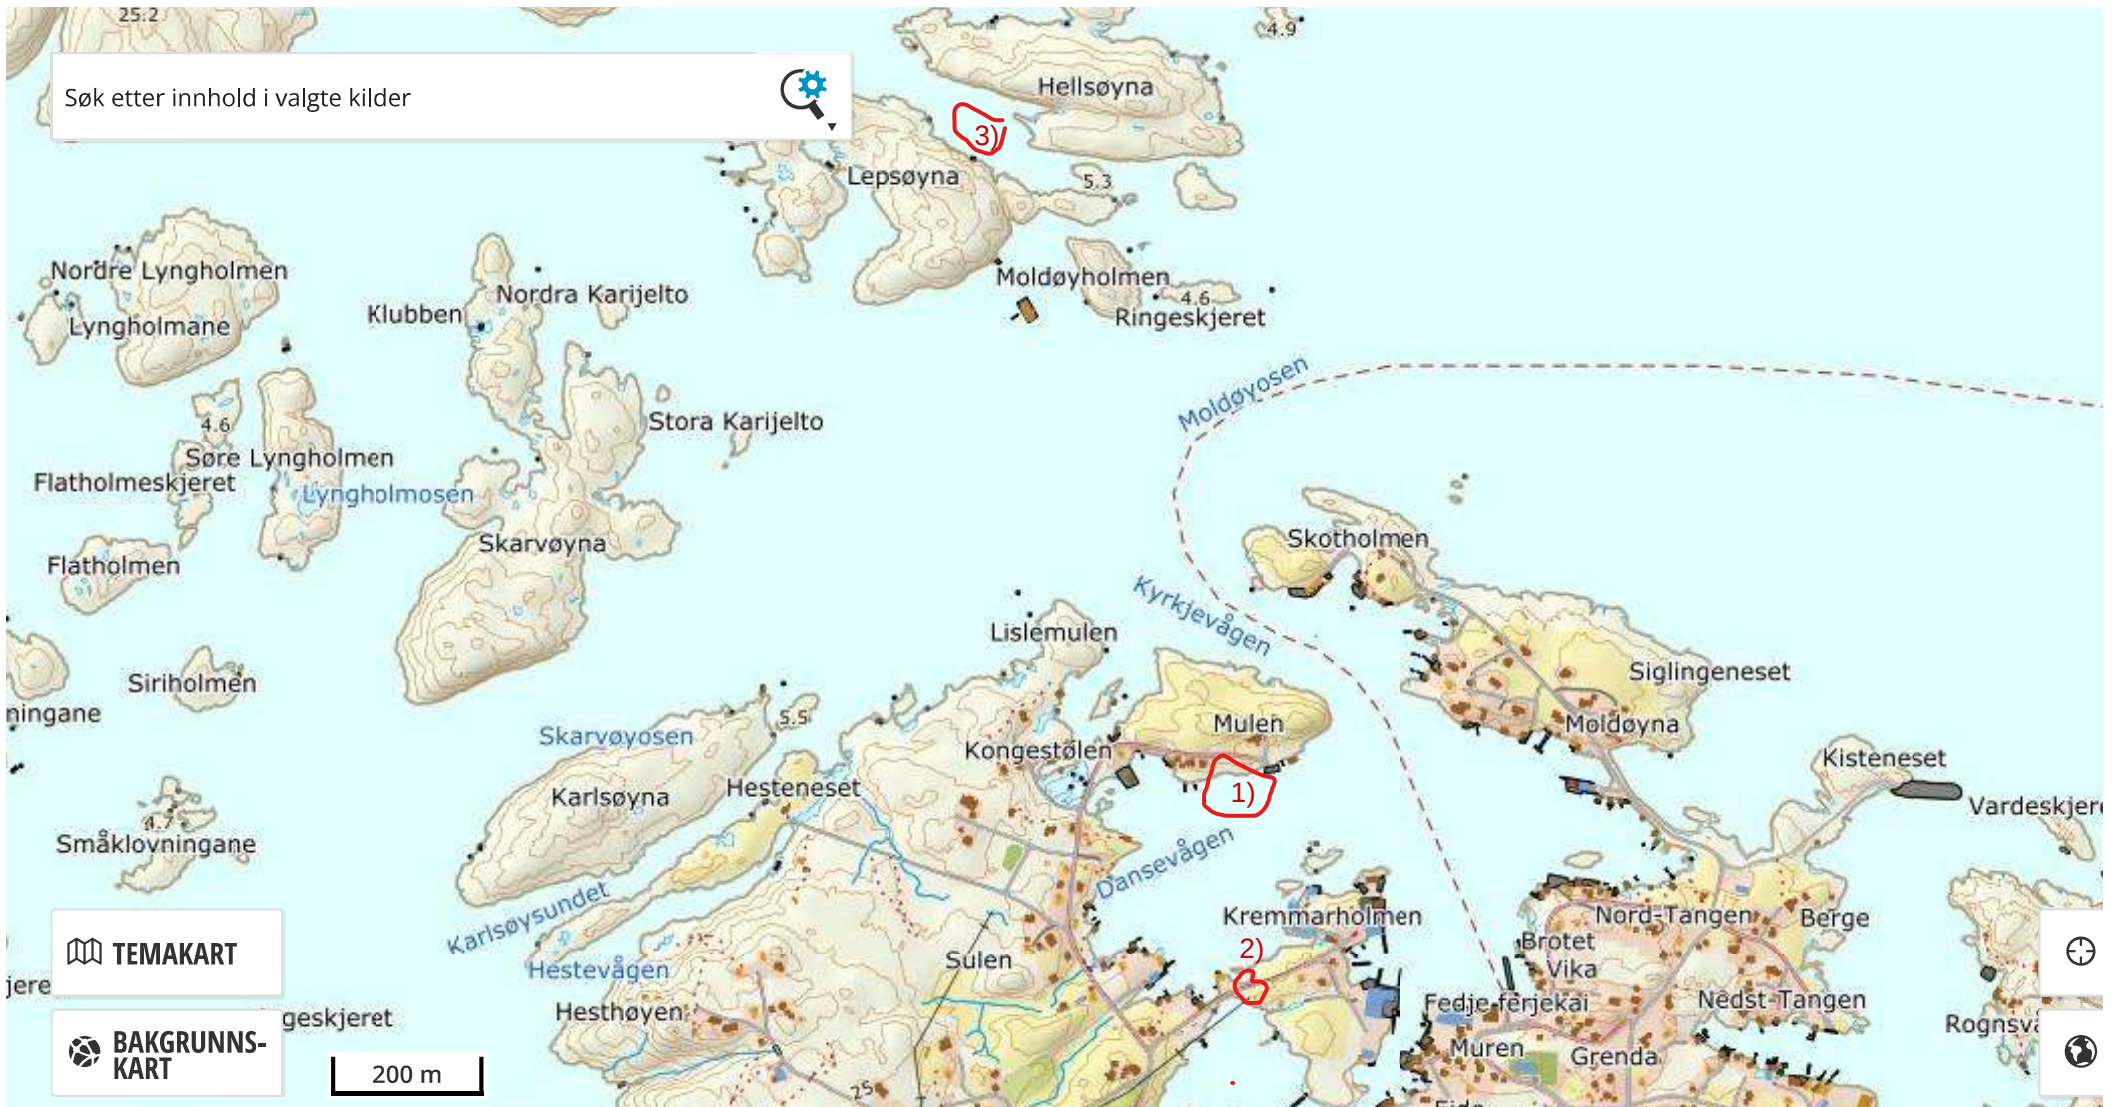 25.2
4.9
Søk etter innhold i valgte kilder
Hellsøyna
3)
Lepsøyna
5.3
Nordre Lyngholmen
Moldøyholmen
Nordra Karijelto
4.6
Klubben
Ringeskjeret
Lyngholmane
Moldøyosen
4.6
Stora Karijelto
Søre Lyngholmen
Flatholmeskjeret
Lyngholmosen
Skarvøyna
Skotholmen
Flatholmen
Kyrkjevågen
Lislemulen
Siglingeneset
Siriholmen
ningane
5.5
Mulen
Moldøyna
Skarvøyosen
Kongestølen
Kisteneset
Hesteneset
Karlsøyna
1)
Vardeskjere
4.7
Småklovningane
Dansevågen
Karlsøysundet
Kremmarholmen
Nord-Tangen
Berge
2)
Brotet
TEMAKART
Sulen
Vika
Hestevågen
jere
Nedst-Tangen
Fedje ferjekai
Hesthøyen
geskjeret
Rognsvå
BAKGRUNNS-
KART
Muren
Grenda
200 m
25